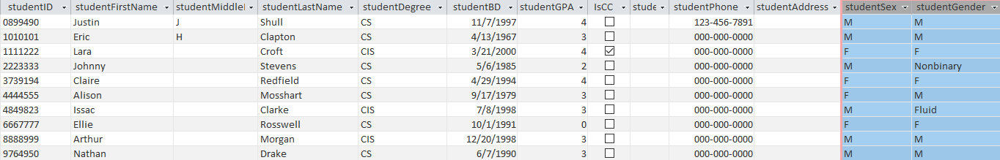 studentID studentFirstName studentMiddleI studentLastName studentDegree studentBD studentGPA IsCC stude studentPhone studentAddress studentSex studentGender
0899490 Justin J Shull CS 11/7/1997 4 123-456-7891 M M
1010101 Eric H Clapton CS 4/13/1967 3 000-000-0000 M M
1111222 Lara Croft CIS 3/21/2000 4 000-000-0000 F F
2223333 Johnny Stevens CS 5/6/1985 2 000-000-0000 M Nonbinary
3739194 Claire Redfield CS 4/29/1994 4 000-000-0000 F F
4444555 Alison Mosshart CS 9/17/1979 3 000-000-0000 F M
4849823 Issac Clarke CIS 7/8/1998 3 000-000-0000 M Fluid
6667777 Ellie Rosswell CS 10/1/1991 0 000-000-0000 F F
8888999 Arthur Morgan CIS 12/20/1998 3 000-000-0000 M M
9764950 Nathan Drake CS 6/7/1990 3 000-000-0000 M M